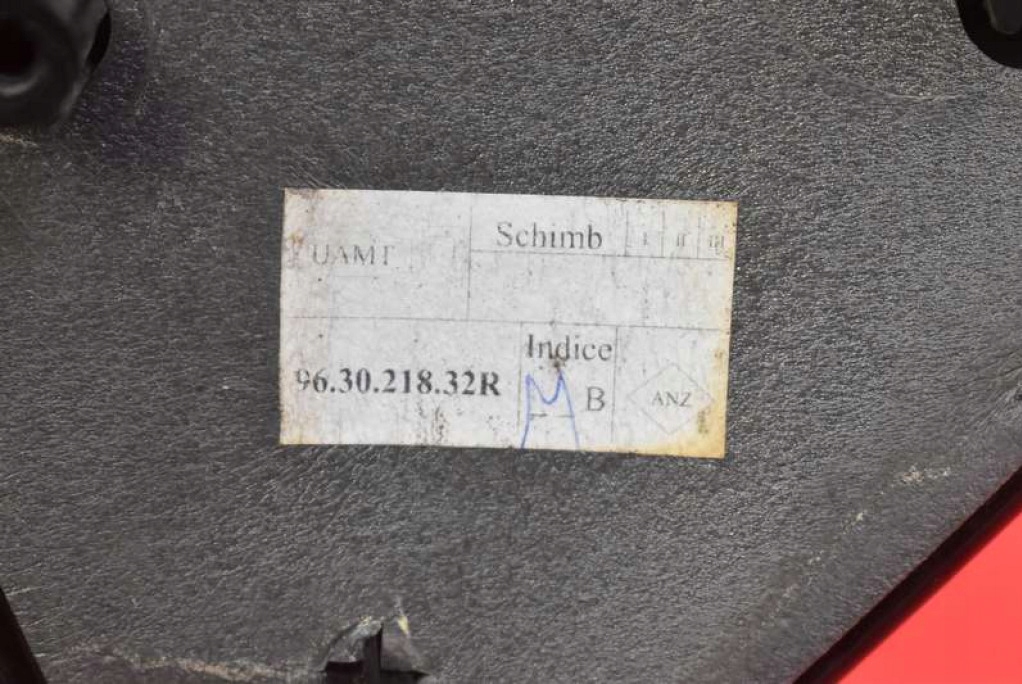 UAMT
Schimb I II III
Indice
96.30.218.32R
M B
ANZ